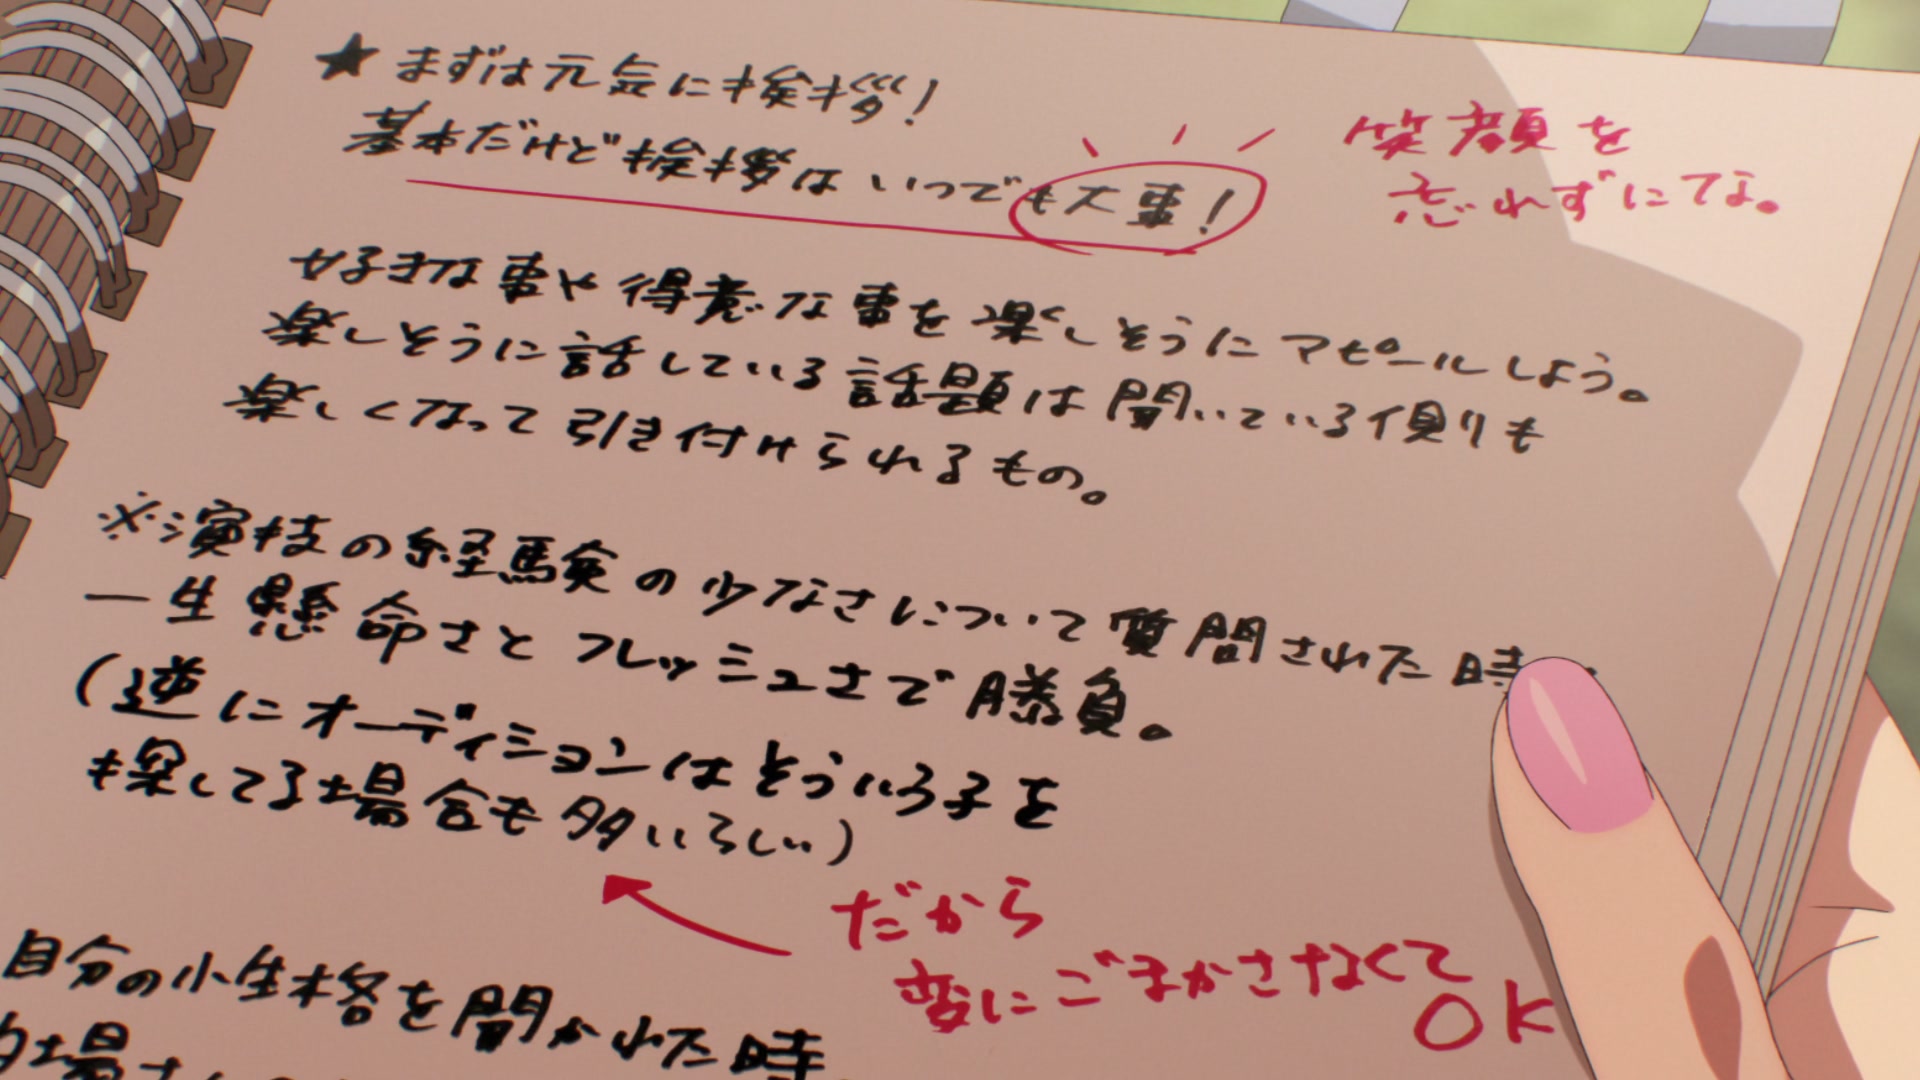 ★まずは元気に挨拶!
基本だけど挨拶はいつでも大事!
笑顔を
忘れずにてな。
好きな事や得意な事を楽しそうにアピールしよう。
楽しそうに話している話題は聞いている側も
楽しくなって引き付けられるもの。
※演技の経験の少なさについて質問された時
一生懸命さとフレッシュさで勝負。
(逆にオーディションはそういう子を
も探してる場合も多いらしい)
だから
変にごまかさなくて
OK
自分の性格を聞かれた時